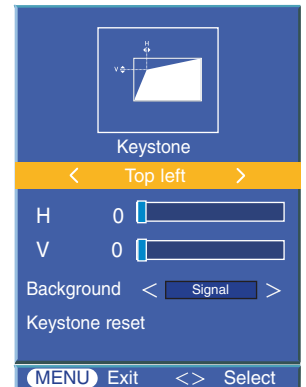 H
V
Keystone
< Top left >
H 0
V 0
Background < Signal >
Keystone reset
MENU Exit <> Select